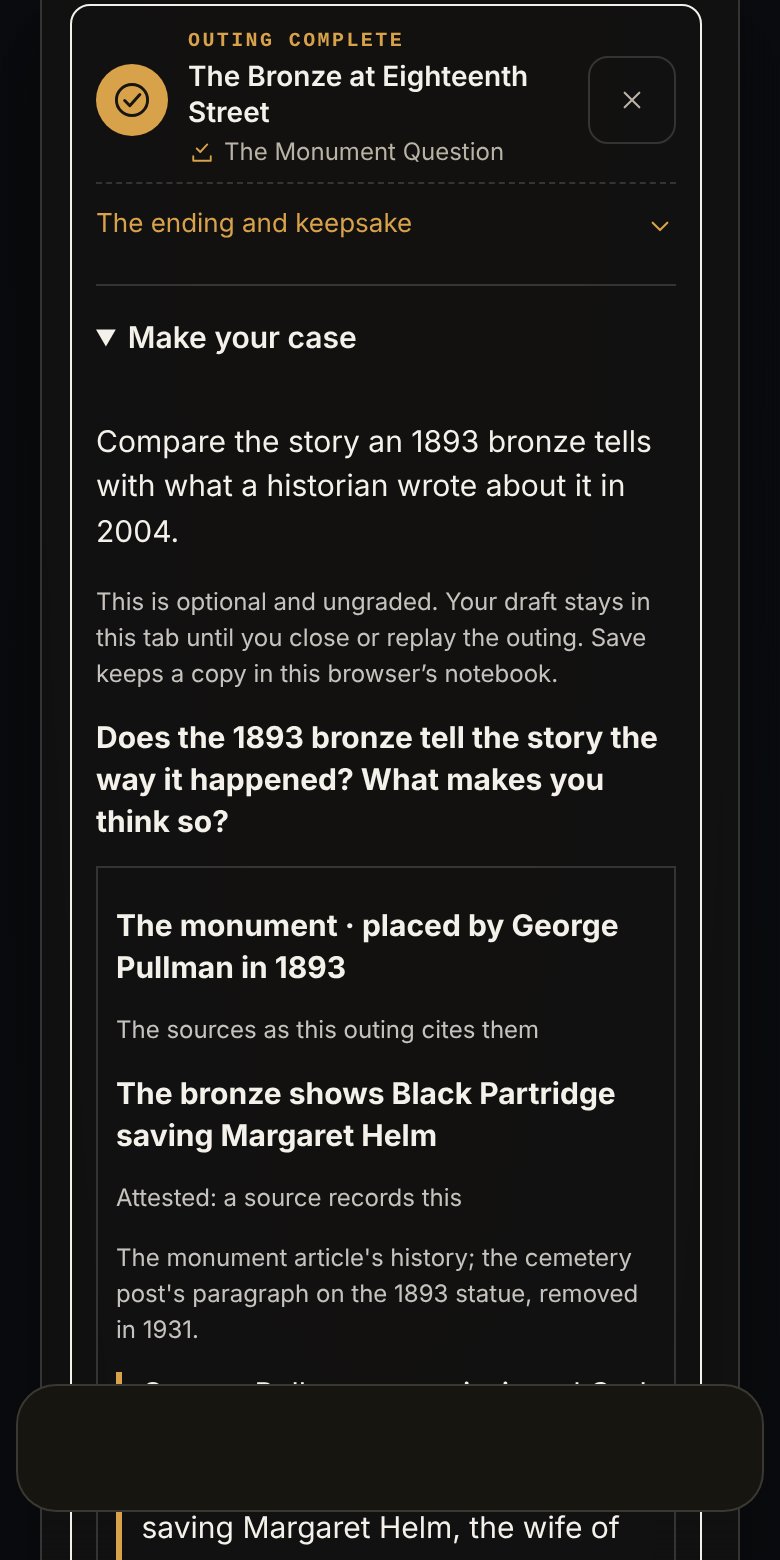 OUTING COMPLETE
The Bronze at Eighteenth
Street
The Monument Question
The ending and keepsake
Make your case
Compare the story an 1893 bronze tells
with what a historian wrote about it in
2004.
This is optional and ungraded. Your draft stays in
this tab until you close or replay the outing. Save
keeps a copy in this browser’s notebook.
Does the 1893 bronze tell the story the
way it happened? What makes you
think so?
The monument · placed by George
Pullman in 1893
The sources as this outing cites them
The bronze shows Black Partridge
saving Margaret Helm
Attested: a source records this
The monument article's history; the cemetery
post's paragraph on the 1893 statue, removed
in 1931.
saving Margaret Helm, the wife of